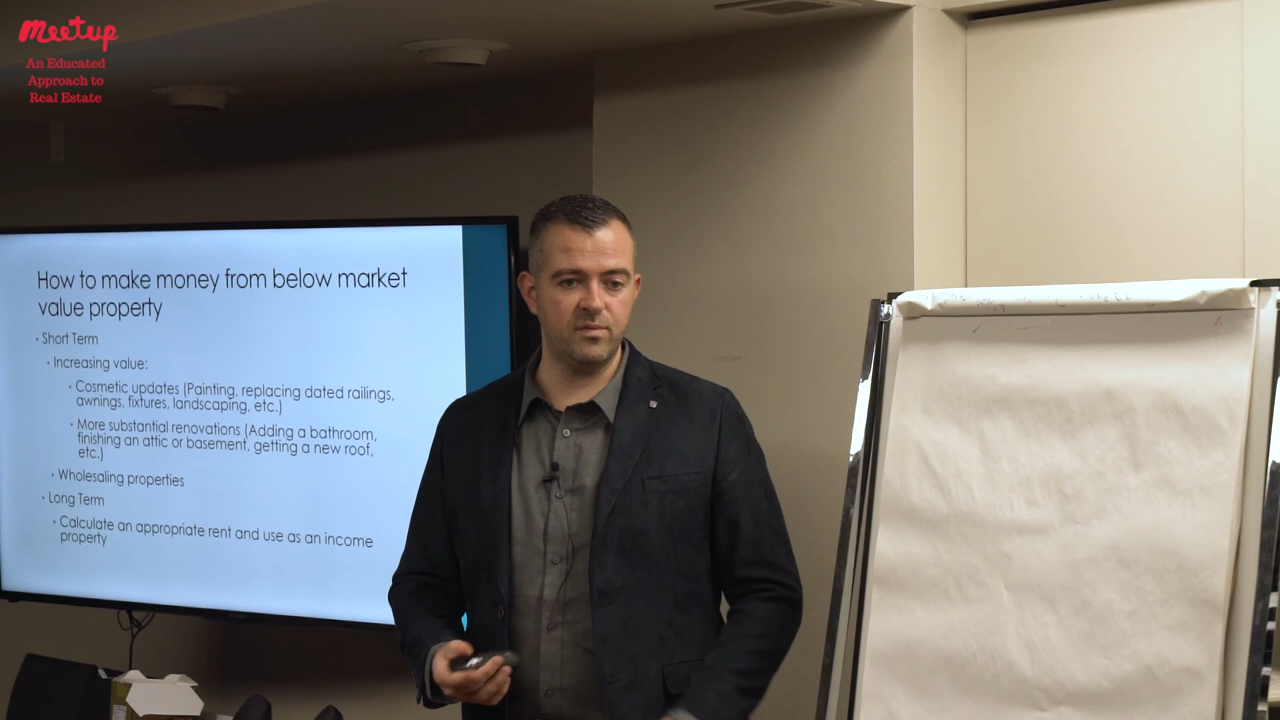 Meetup
An Educated
Approach to
Real Estate
How to make money from below market
value property
• Short Term
• Increasing value:
• Cosmetic updates (Painting, replacing dated railings,
awnings, fixtures, landscaping, etc.)
• More substantial renovations (Adding a bathroom,
finishing an attic or basement, getting a new roof,
etc.)
• Wholesaling properties
• Long Term
• Calculate an appropriate rent and use as an income
property